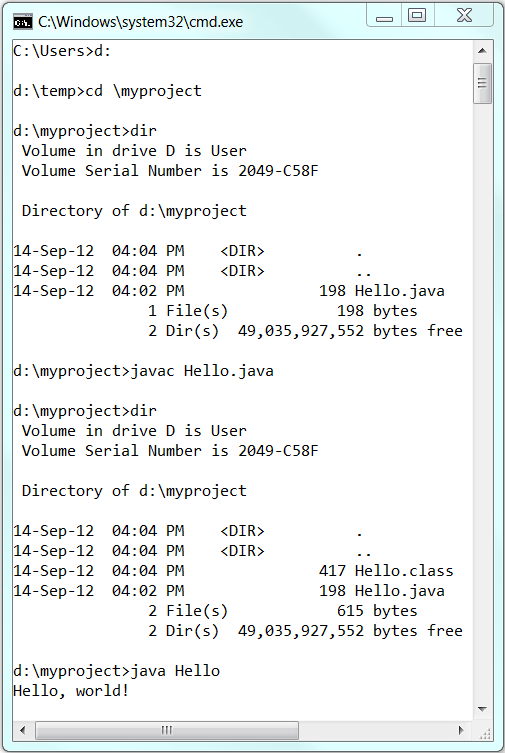 C:\Windows\system32\cmd.exe
C:\Users>d:
d:\temp>cd \myproject
d:\myproject>dir
 Volume in drive D is User
 Volume Serial Number is 2049-C58F
 Directory of d:\myproject
14-Sep-12  04:04 PM    <DIR>          .
14-Sep-12  04:04 PM    <DIR>          ..
14-Sep-12  04:02 PM               198 Hello.java
               1 File(s)            198 bytes
               2 Dir(s)  49,035,927,552 bytes free
d:\myproject>javac Hello.java
d:\myproject>dir
 Volume in drive D is User
 Volume Serial Number is 2049-C58F
 Directory of d:\myproject
14-Sep-12  04:04 PM    <DIR>          .
14-Sep-12  04:04 PM    <DIR>          ..
14-Sep-12  04:04 PM               417 Hello.class
14-Sep-12  04:02 PM               198 Hello.java
               2 File(s)            615 bytes
               2 Dir(s)  49,035,927,552 bytes free
d:\myproject>java Hello
Hello, world!